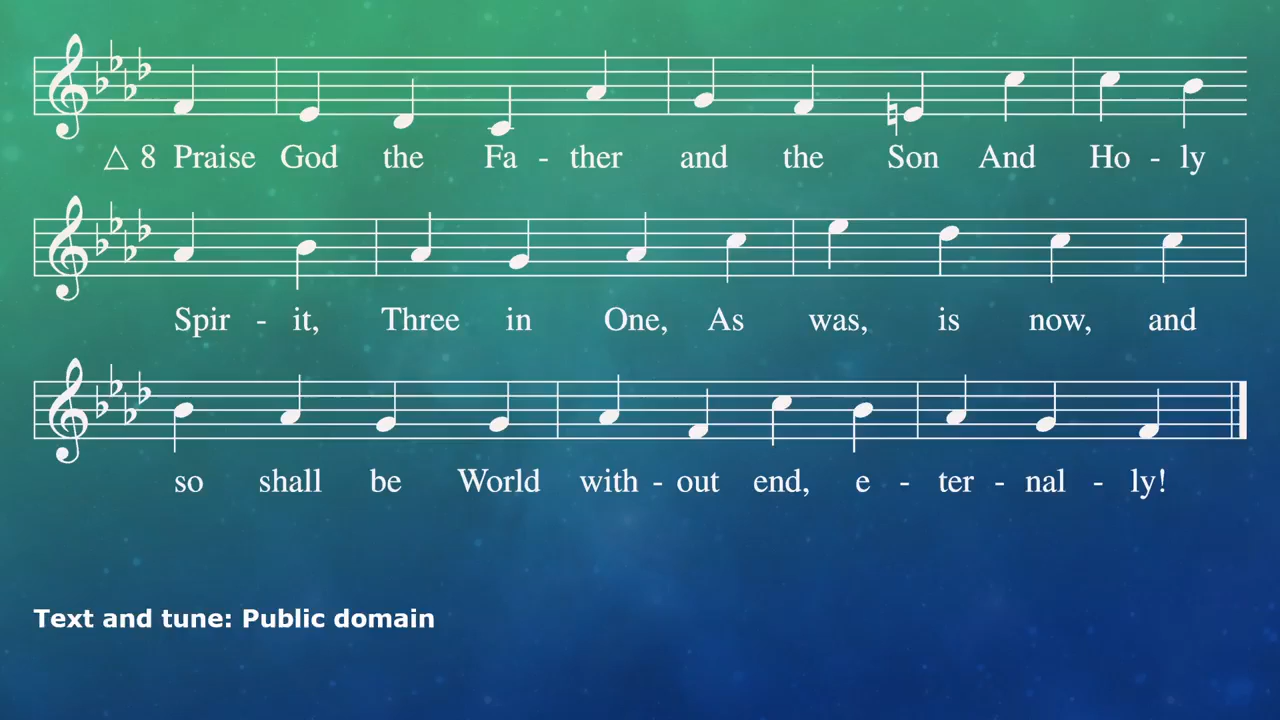 △ 8 Praise God the Fa - ther and the Son And Ho - ly
Spir - it, Three in One, As was, is now, and
so shall be World with - out end, e - ter - nal - ly!
Text and tune: Public domain